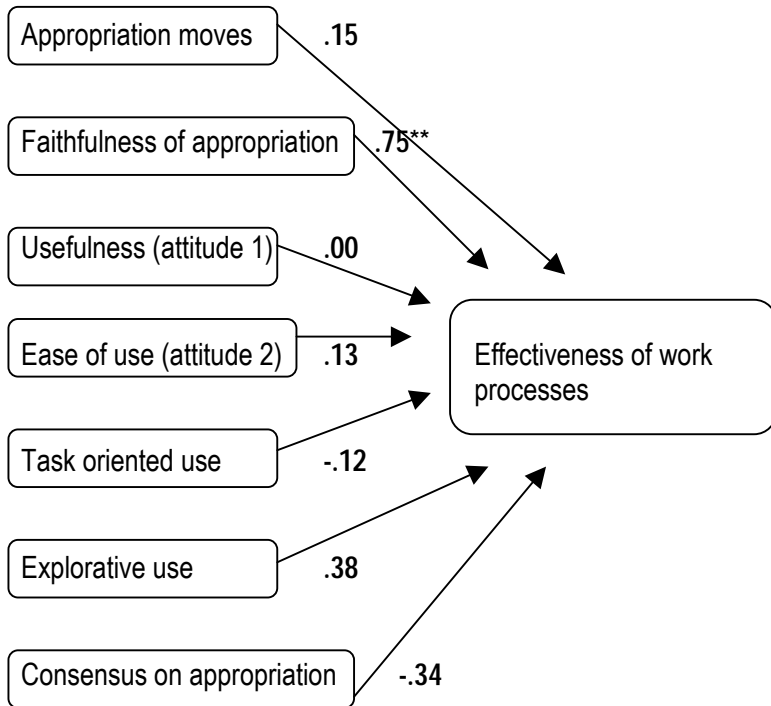 Appropriation moves .15
Faithfulness of appropriation .75**
Usefulness (attitude 1) .00
Ease of use (attitude 2) .13
Effectiveness of work
processes
Task oriented use -.12
Explorative use .38
Consensus on appropriation -.34